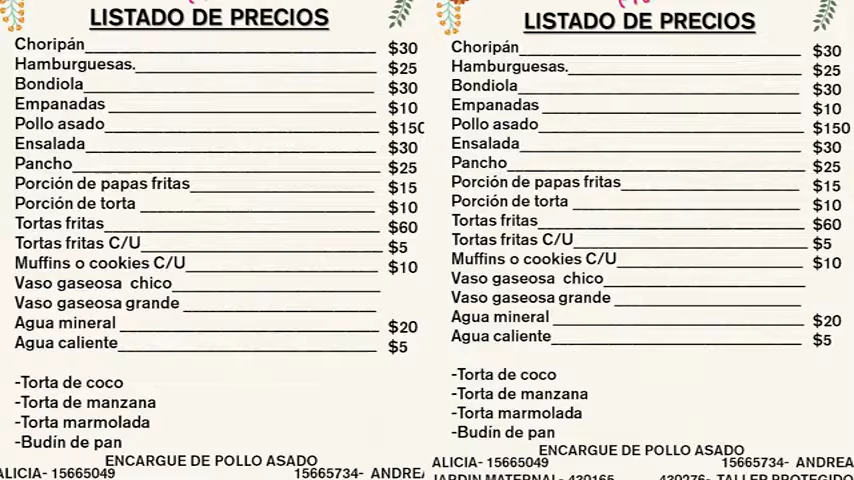 LISTADO DE PRECIOS
Choripán $30
Hamburguesas. $25
Bondiola $30
Empanadas $10
Pollo asado $150
Ensalada $30
Pancho $25
Porción de papas fritas $15
Porción de torta $10
Tortas fritas $60
Tortas fritas C/U $5
Muffins o cookies C/U $10
Vaso gaseosa chico
Vaso gaseosa grande
Agua mineral $20
Agua caliente $5
-Torta de coco
-Torta de manzana
-Torta marmolada
-Budín de pan
ENCARGUE DE POLLO ASADO
ALICIA- 15665049 15665734- ANDREA
LISTADO DE PRECIOS
Choripán $30
Hamburguesas. $25
Bondiola $30
Empanadas $10
Pollo asado $150
Ensalada $30
Pancho $25
Porción de papas fritas $15
Porción de torta $10
Tortas fritas $60
Tortas fritas C/U $5
Muffins o cookies C/U $10
Vaso gaseosa chico
Vaso gaseosa grande
Agua mineral $20
Agua caliente $5
-Torta de coco
-Torta de manzana
-Torta marmolada
-Budín de pan
ENCARGUE DE POLLO ASADO
ALICIA- 15665049 15665734- ANDREA
JARDIN MATERNAL- 430165 430276- TALLER PROTEGIDO